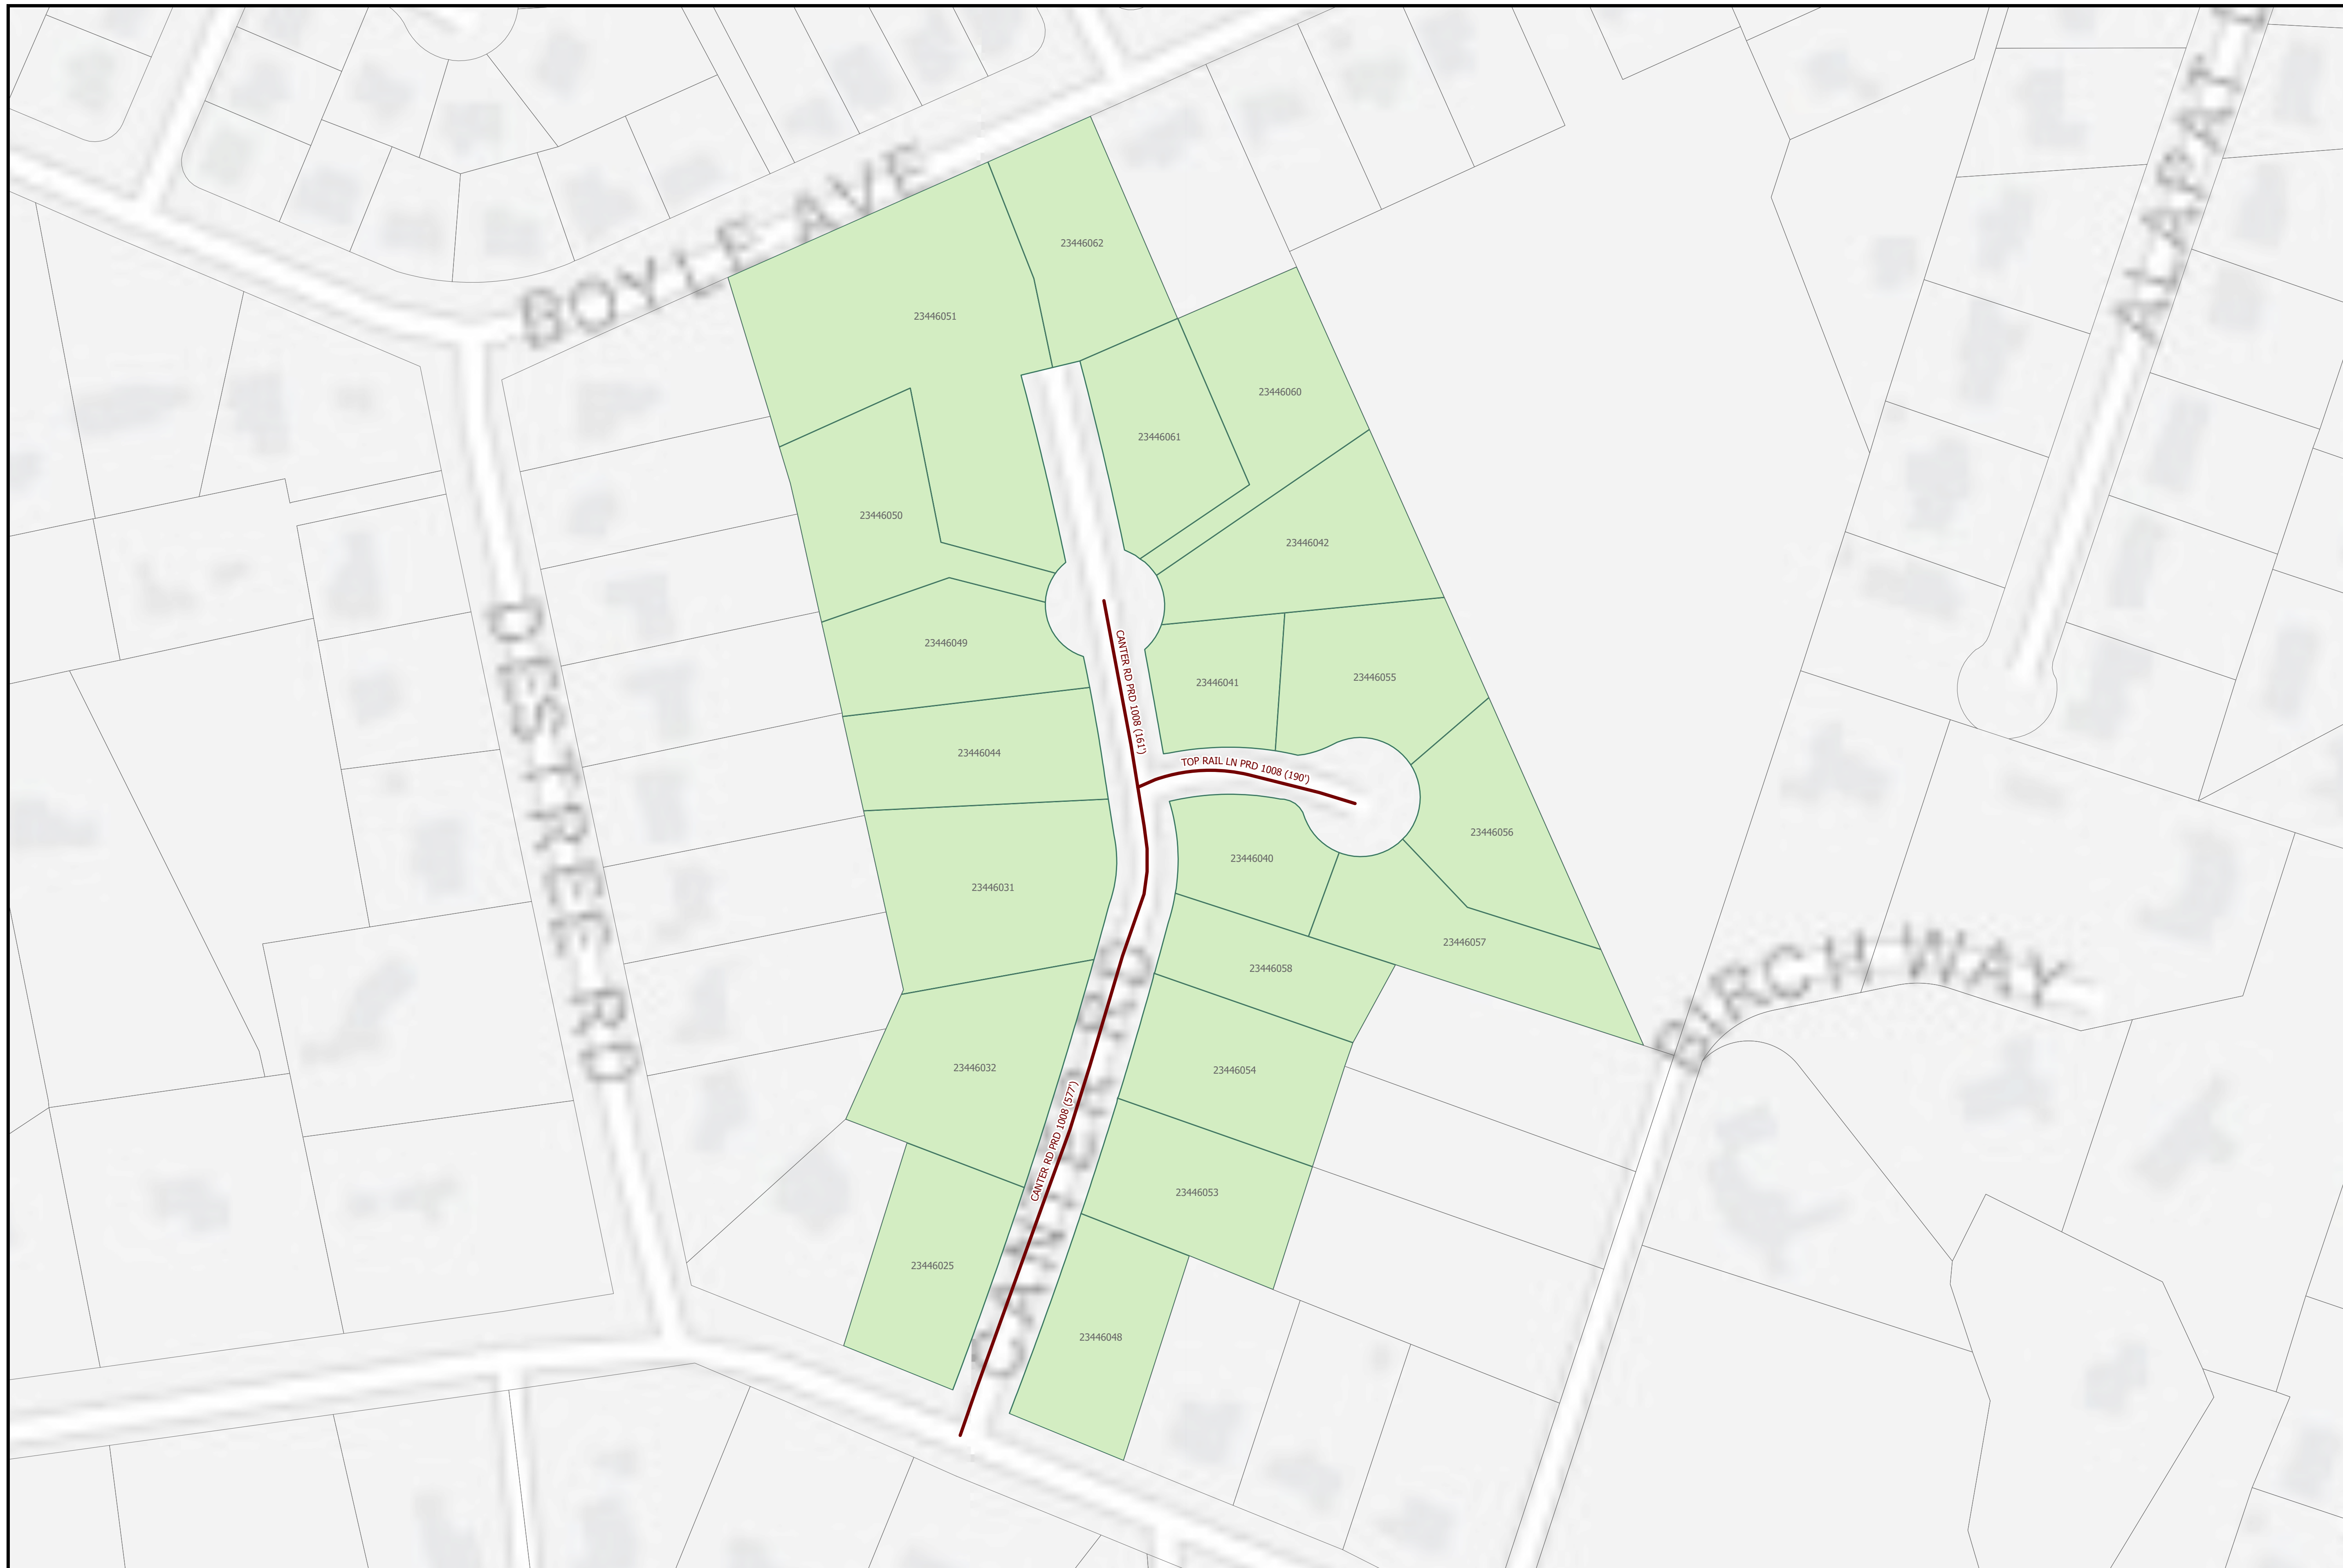 ALAPAT
BOYLE AVE
23446062
23446051
23446060
23446061
23446050
23446042
DESTREE RD
23446049
CANTER RD PRD 1008 (161')
23446041
23446055
23446044
TOP RAIL LN PRD 1008 (190')
23446056
23446040
23446031
23446057
BIRCH WAY
23446058
23446032
23446054
CANTER RD
CANTER RD PRD 1008 (577')
23446053
23446025
23446048